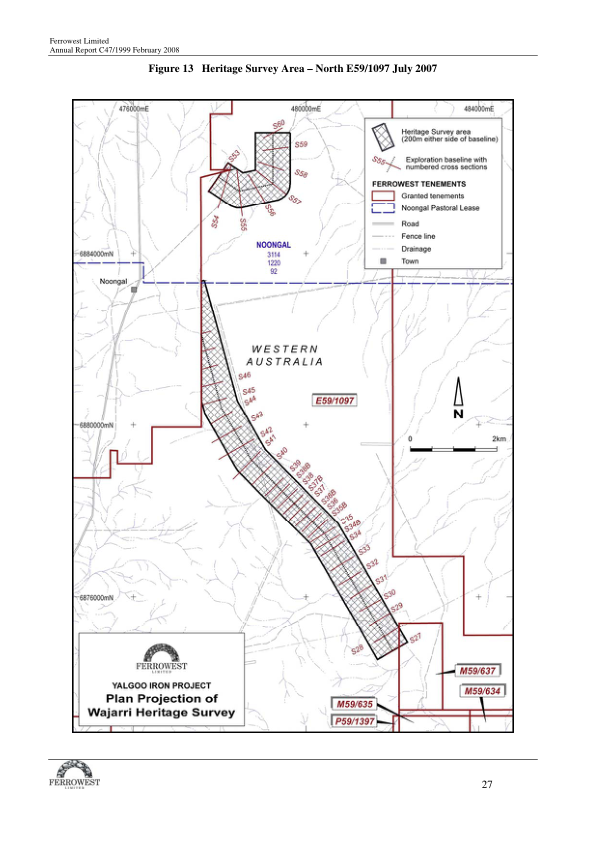 Ferrowest Limited
Annual Report C47/1999 February 2008
Figure 13 Heritage Survey Area – North E59/1097 July 2007
476000mE
480000mE
484000mE
S60
S59
S53
S58
S57
S56
S55
S54
Heritage Survey area
(200m either side of baseline)
S55
Exploration baseline with
numbered cross sections
FERROWEST TENEMENTS
Granted tenements
Noongal Pastoral Lease
Road
Fence line
Drainage
Town
NOONGAL
3114
1220
92
6884000mN
Noongal
WESTERN
AUSTRALIA
S46
S45
S44
E59/1097
N
S43
6880000mN
S42
S41
0
2km
S40
S39
S38B
S38
S37B
S37
S36B
S36
S35B
S35
S34B
S34
S33
S32
S31
S30
6876000mN
S29
S28
S27
FERROWEST
LIMITED
YALGOO IRON PROJECT
Plan Projection of
Wajarri Heritage Survey
M59/637
M59/634
M59/635
P59/1397
FERROWEST
LIMITED
27